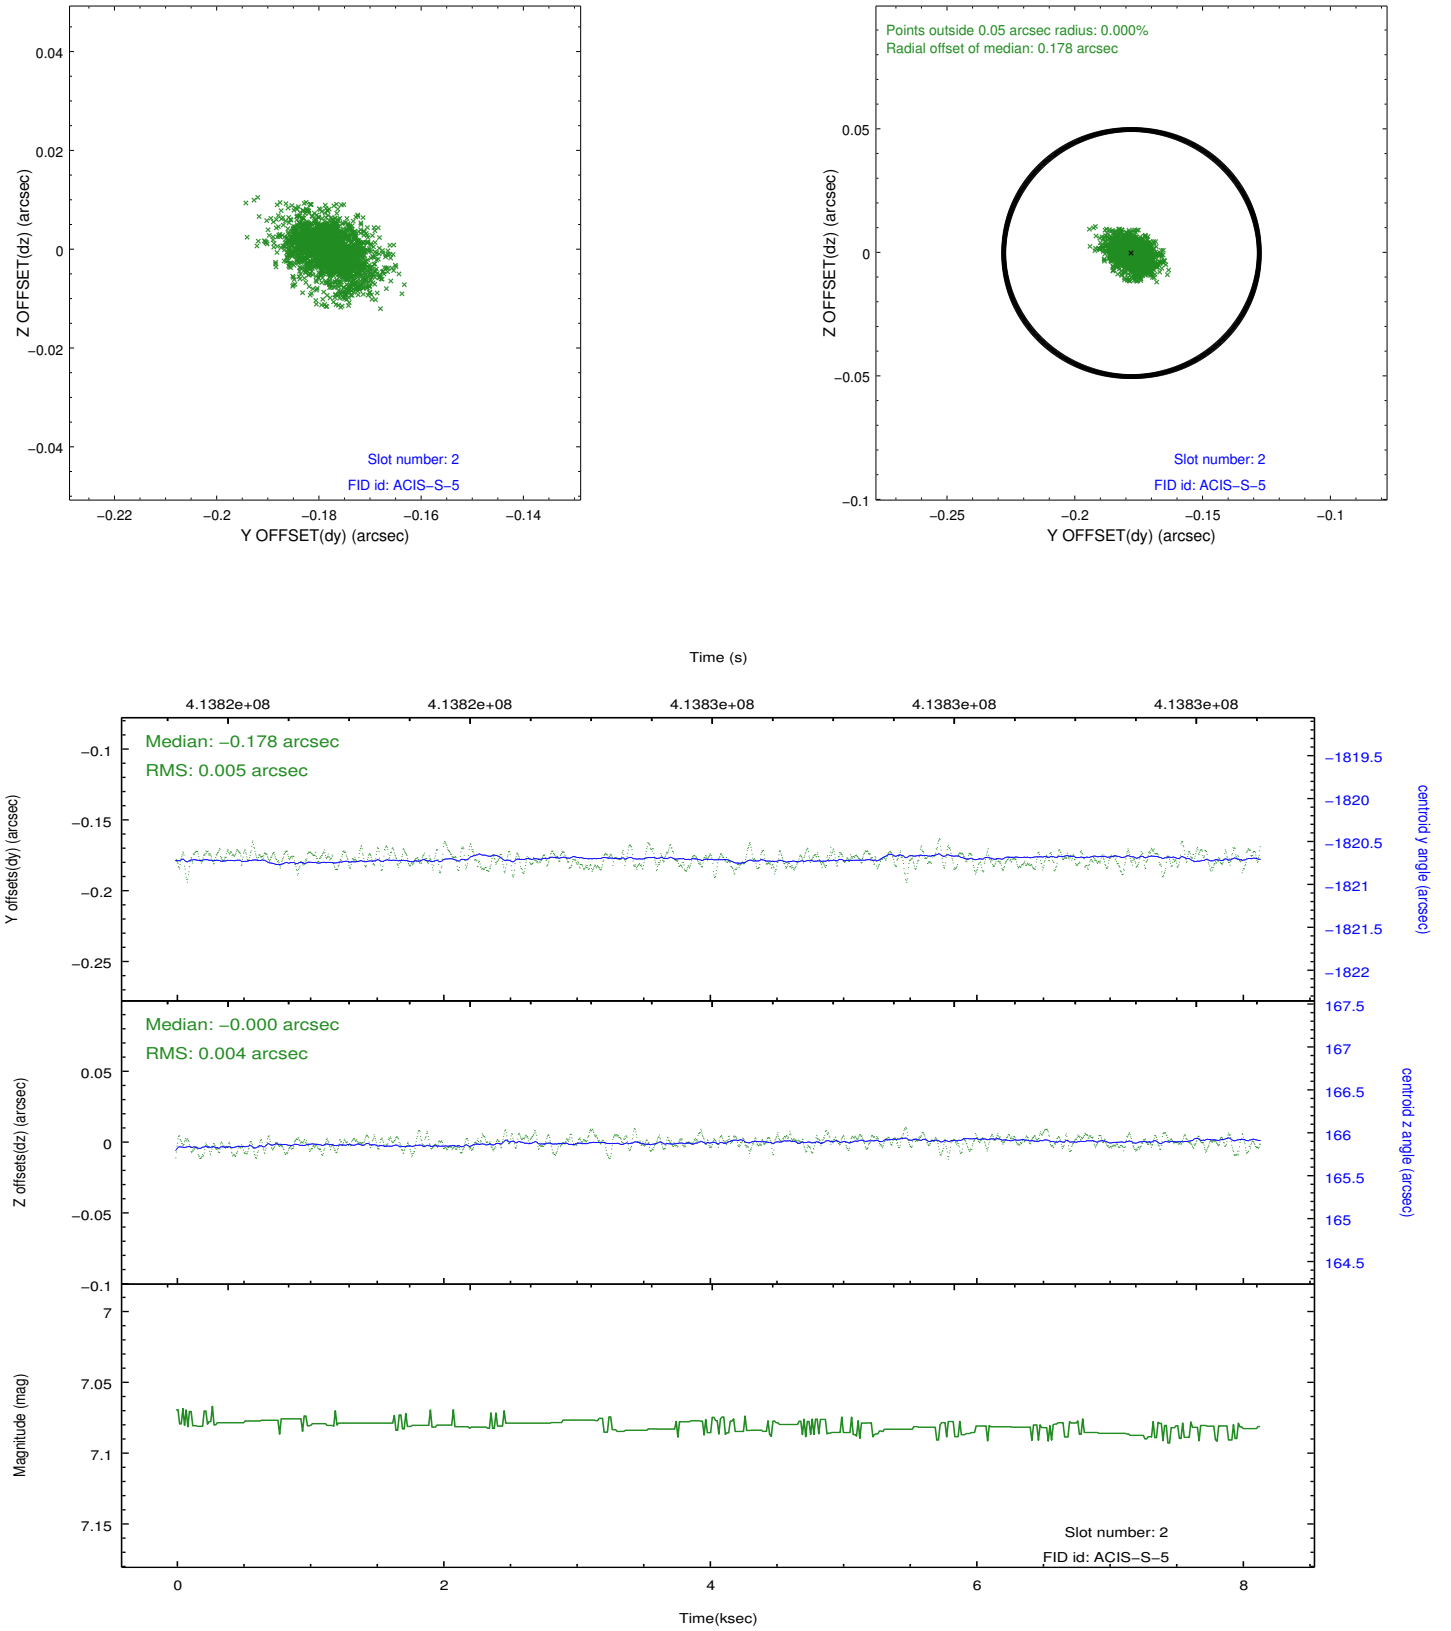 0.04
0.02
0
−0.02
−0.04
Z OFFSET(dz) (arcsec)
Slot number: 2
FID id: ACIS−S−5
−0.22
−0.2
−0.18
−0.16
−0.14
Y OFFSET(dy) (arcsec)
Points outside 0.05 arcsec radius: 0.000%
Radial offset of median: 0.178 arcsec
0.05
0
−0.05
−0.1
Z OFFSET(dz) (arcsec)
Slot number: 2
FID id: ACIS−S−5
−0.25
−0.2
−0.15
−0.1
Y OFFSET(dy) (arcsec)
Time (s)
4.1382e+08
4.1382e+08
4.1383e+08
4.1383e+08
4.1383e+08
Median: −0.178 arcsec
RMS: 0.005 arcsec
−0.1
−0.15
−0.2
−0.25
Y offsets(dy) (arcsec)
−1819.5
−1820
−1820.5
−1821
−1821.5
−1822
centroid y angle (arcsec)
Median: −0.000 arcsec
RMS: 0.004 arcsec
0.05
0
−0.05
−0.1
Z offsets(dz) (arcsec)
167.5
167
166.5
166
165.5
165
164.5
centroid z angle (arcsec)
7
7.05
7.1
7.15
Magnitude (mag)
Slot number: 2
FID id: ACIS−S−5
0
2
4
6
8
Time(ksec)